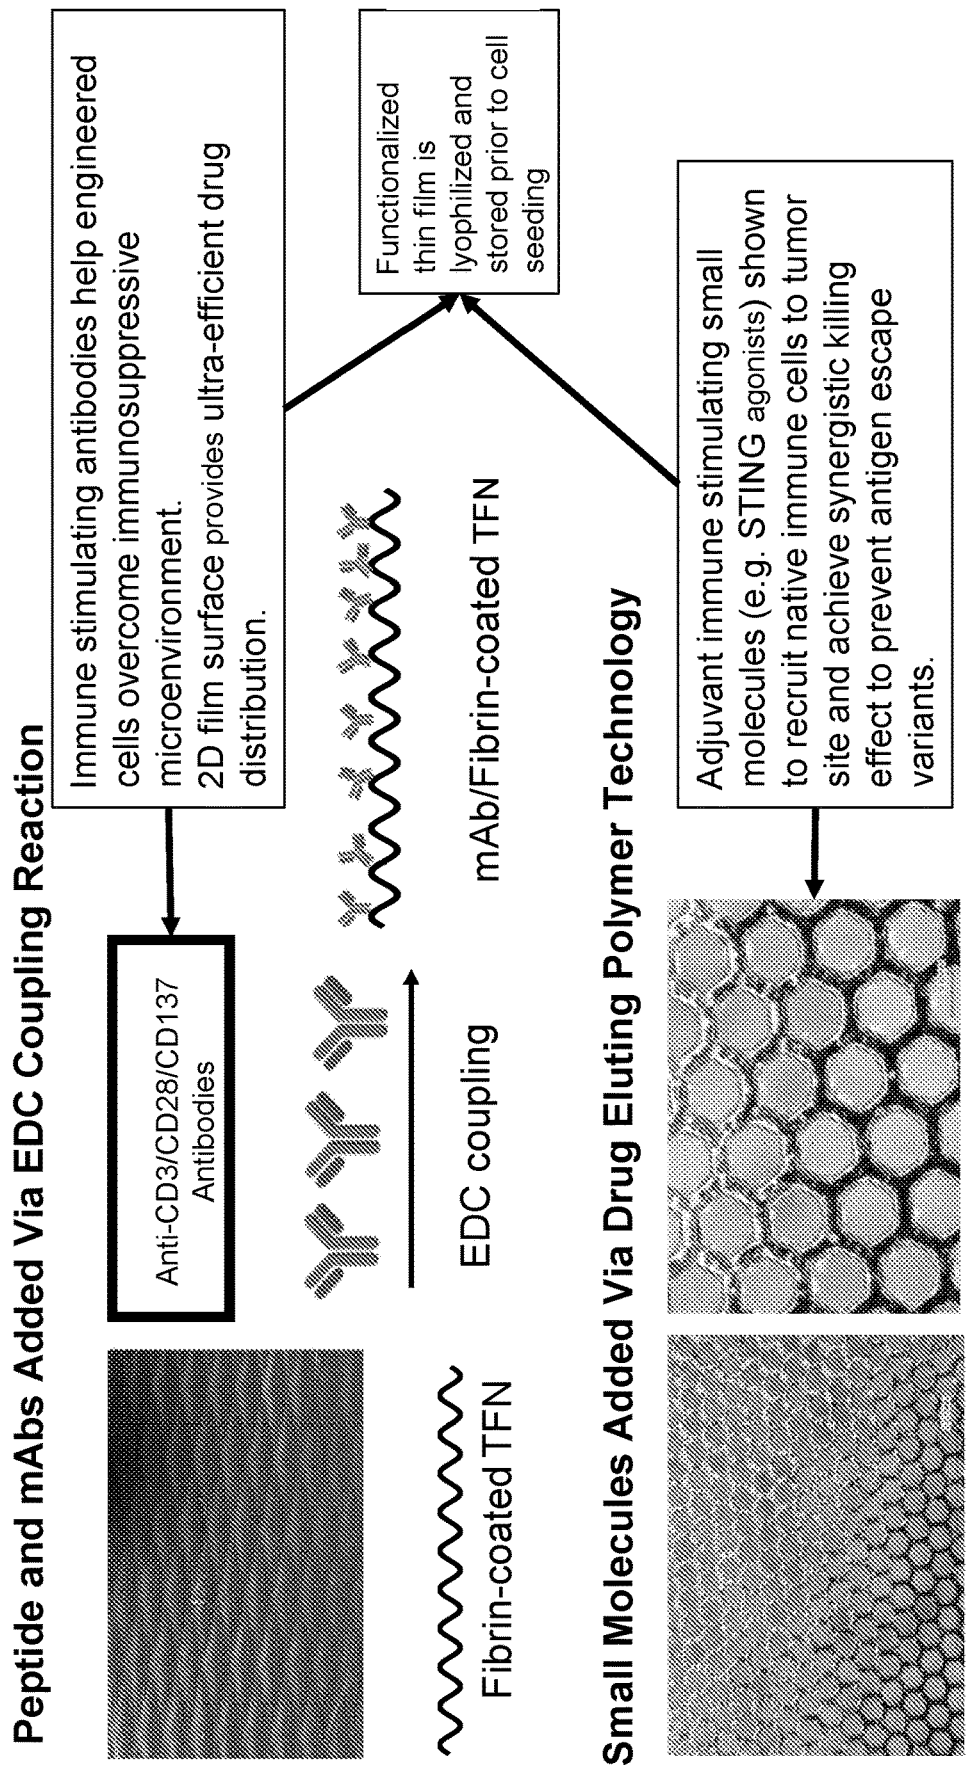 Peptide and mAbs Added Via EDC Coupling Reaction
Anti-CD3/CD28/CD137
Antibodies
Immune stimulating antibodies help engineered
cells overcome immunosuppressive
microenvironment.
2D film surface provides ultra-efficient drug
distribution.
Fibrin-coated TFN
EDC coupling
mAb/Fibrin-coated TFN
Functionalized
thin film is
lyophilized and
stored prior to cell
seeding
Small Molecules Added Via Drug Eluting Polymer Technology
Adjuvant immune stimulating small
molecules (e.g. STING agonists) shown
to recruit native immune cells to tumor
site and achieve synergistic killing
effect to prevent antigen escape
variants.